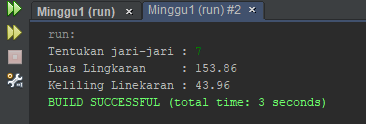 Minggu1 (run) × Minggu1 (run) #2 ×
run:
Tentukan jari-jari : 7
Luas Lingkaran : 153.86
Keliling Linekaran : 43.96
BUILD SUCCESSFUL (total time: 3 seconds)